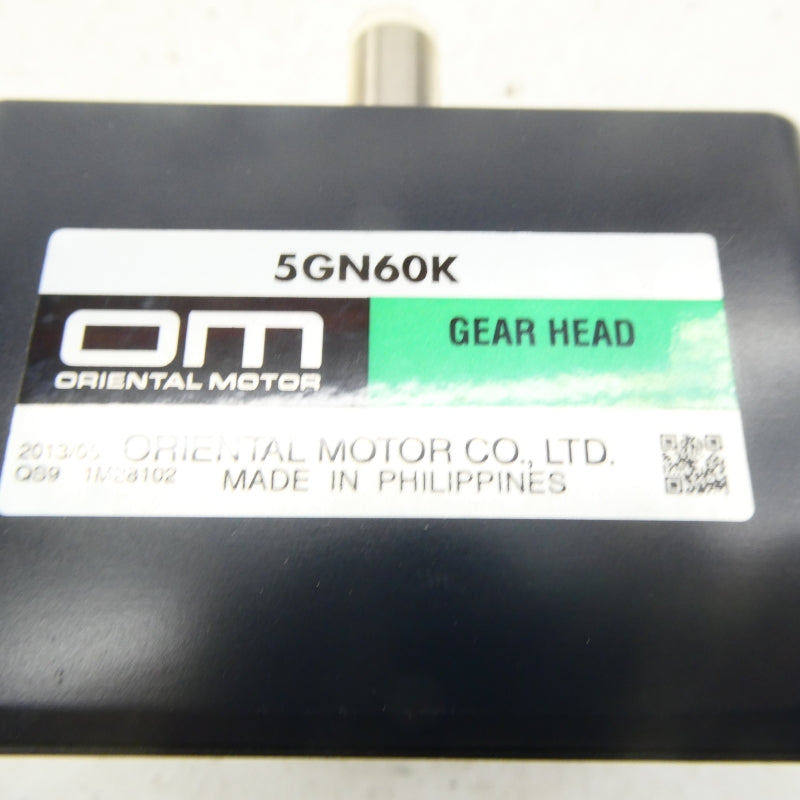 5GN60K
OM
ORIENTAL MOTOR
GEAR HEAD
ORIENTAL MOTOR CO., LTD.
MADE IN PHILIPPINES